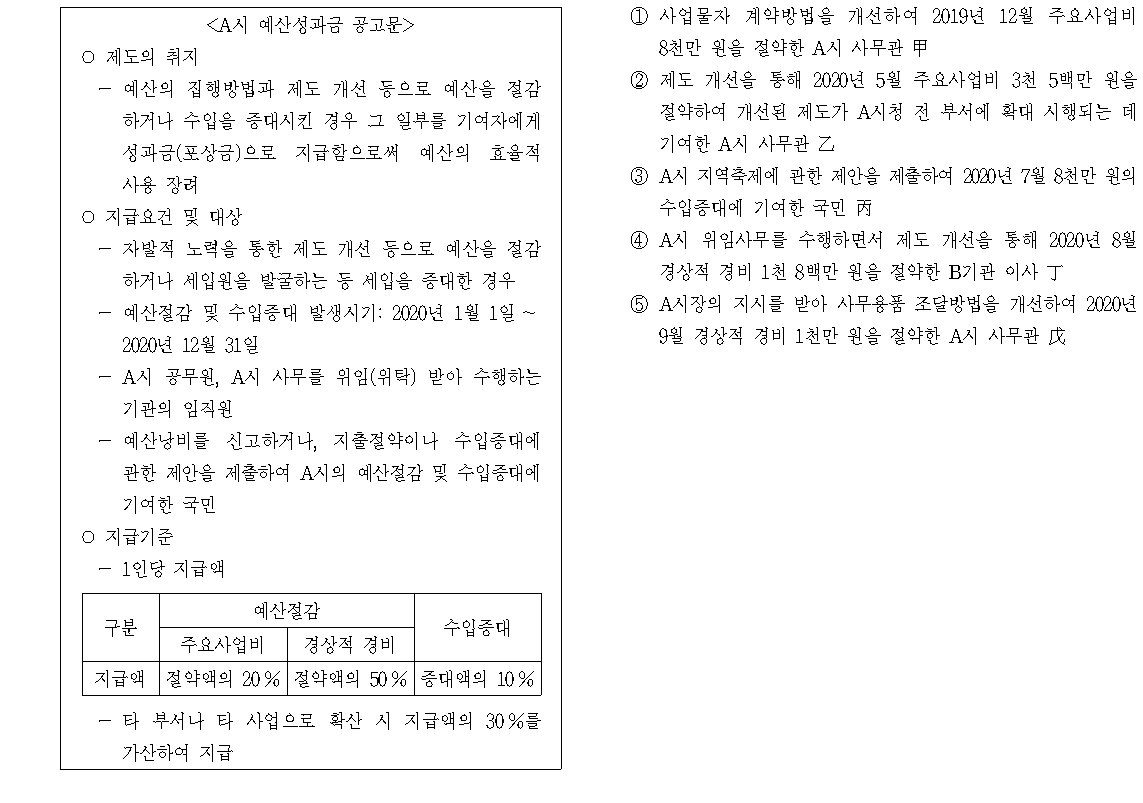 <A시 예산성과금 공고문>
○ 제도의 취지
－ 예산의 집행방법과 제도 개선 등으로 예산을 절감
하거나 수입을 증대시킨 경우 그 일부를 기여자에게
성과금(포상금)으로 지급함으로써 예산의 효율적
사용 장려
○ 지급요건 및 대상
－ 자발적 노력을 통한 제도 개선 등으로 예산을 절감
하거나 세입원을 발굴하는 등 세입을 증대한 경우
－ 예산절감 및 수입증대 발생시기: 2020년 1월 1일 ~
2020년 12월 31일
－ A시 공무원, A시 사무를 위임(위탁) 받아 수행하는
기관의 임직원
－ 예산낭비를 신고하거나, 지출절약이나 수입증대에
관한 제안을 제출하여 A시의 예산절감 및 수입증대에
기여한 국민
○ 지급기준
－ 1인당 지급액
구분 예산절감 수입증대
주요사업비 경상적 경비
지급액 절약액의 20 % 절약액의 50 % 증대액의 10 %
－ 타 부서나 타 사업으로 확산 시 지급액의 30 %를
가산하여 지급
① 사업물자 계약방법을 개선하여 2019년 12월 주요사업비
8천만 원을 절약한 A시 사무관 甲
② 제도 개선을 통해 2020년 5월 주요사업비 3천 5백만 원을
절약하여 개선된 제도가 A시청 전 부서에 확대 시행되는 데
기여한 A시 사무관 乙
③ A시 지역축제에 관한 제안을 제출하여 2020년 7월 8천만 원의
수입증대에 기여한 국민 丙
④ A시 위임사무를 수행하면서 제도 개선을 통해 2020년 8월
경상적 경비 1천 8백만 원을 절약한 B기관 이사 丁
⑤ A시장의 지시를 받아 사무용품 조달방법을 개선하여 2020년
9월 경상적 경비 1천만 원을 절약한 A시 사무관 戊